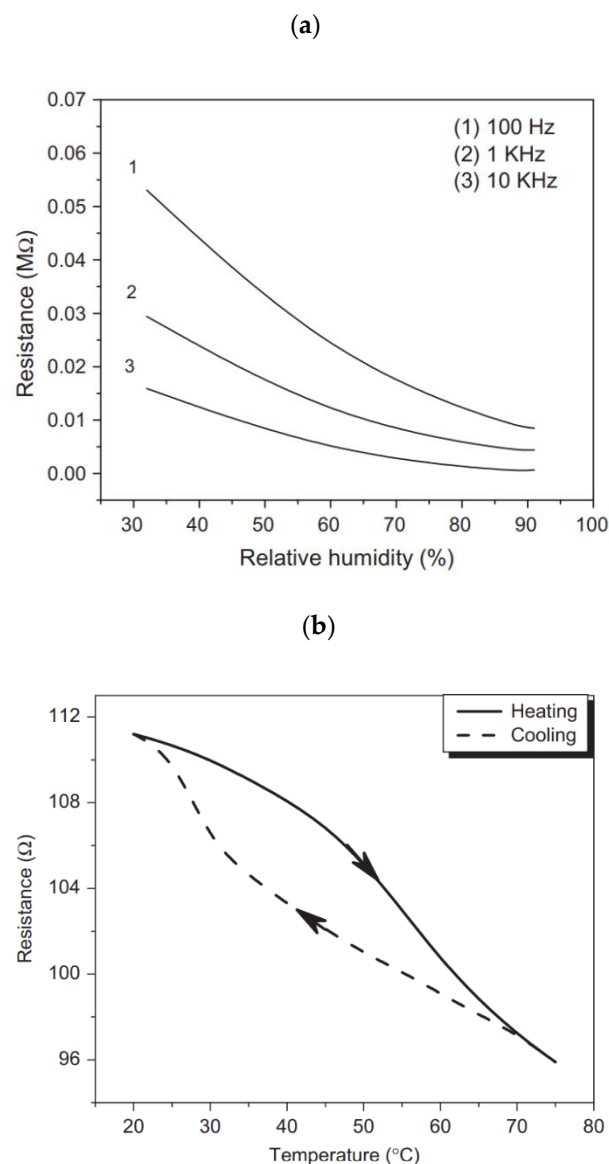 (a)
0.07
0.06
0.05
0.04
0.03
0.02
0.01
0.00
Resistance (MΩ)
(1) 100 Hz
(2) 1 KHz
(3) 10 KHz
1
2
3
30 40 50 60 70 80 90 100
Relative humidity (%)
(b)
112
108
104
100
96
Resistance (Ω)
Heating
Cooling
20 30 40 50 60 70 80
Temperature (°C)